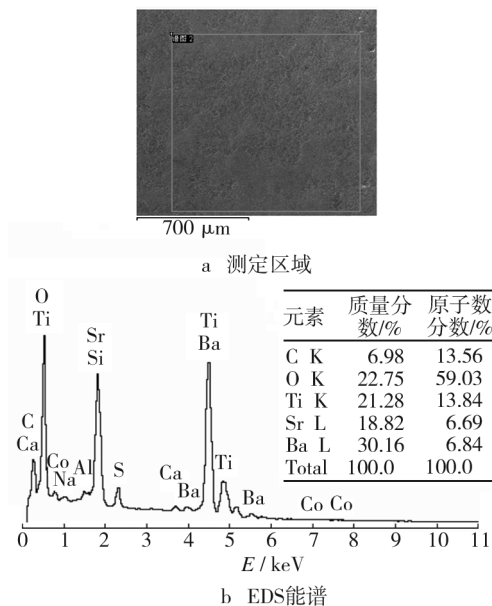 谱图 2
700 μm
a 测定区域
O
Ti
Sr
Si
Ti
Ba
C
Ca
Co
Na
Al
S
Ca
Ba
Ti
Ba
Co Co
元素 质量分数/% 原子数分数/%
C K 6.98 13.56
O K 22.75 59.03
Ti K 21.28 13.84
Sr L 18.82 6.69
Ba L 30.16 6.84
Total 100.0 100.0
0 1 2 3 4 5 6 7 8 9 10 11
E / keV
b EDS能谱